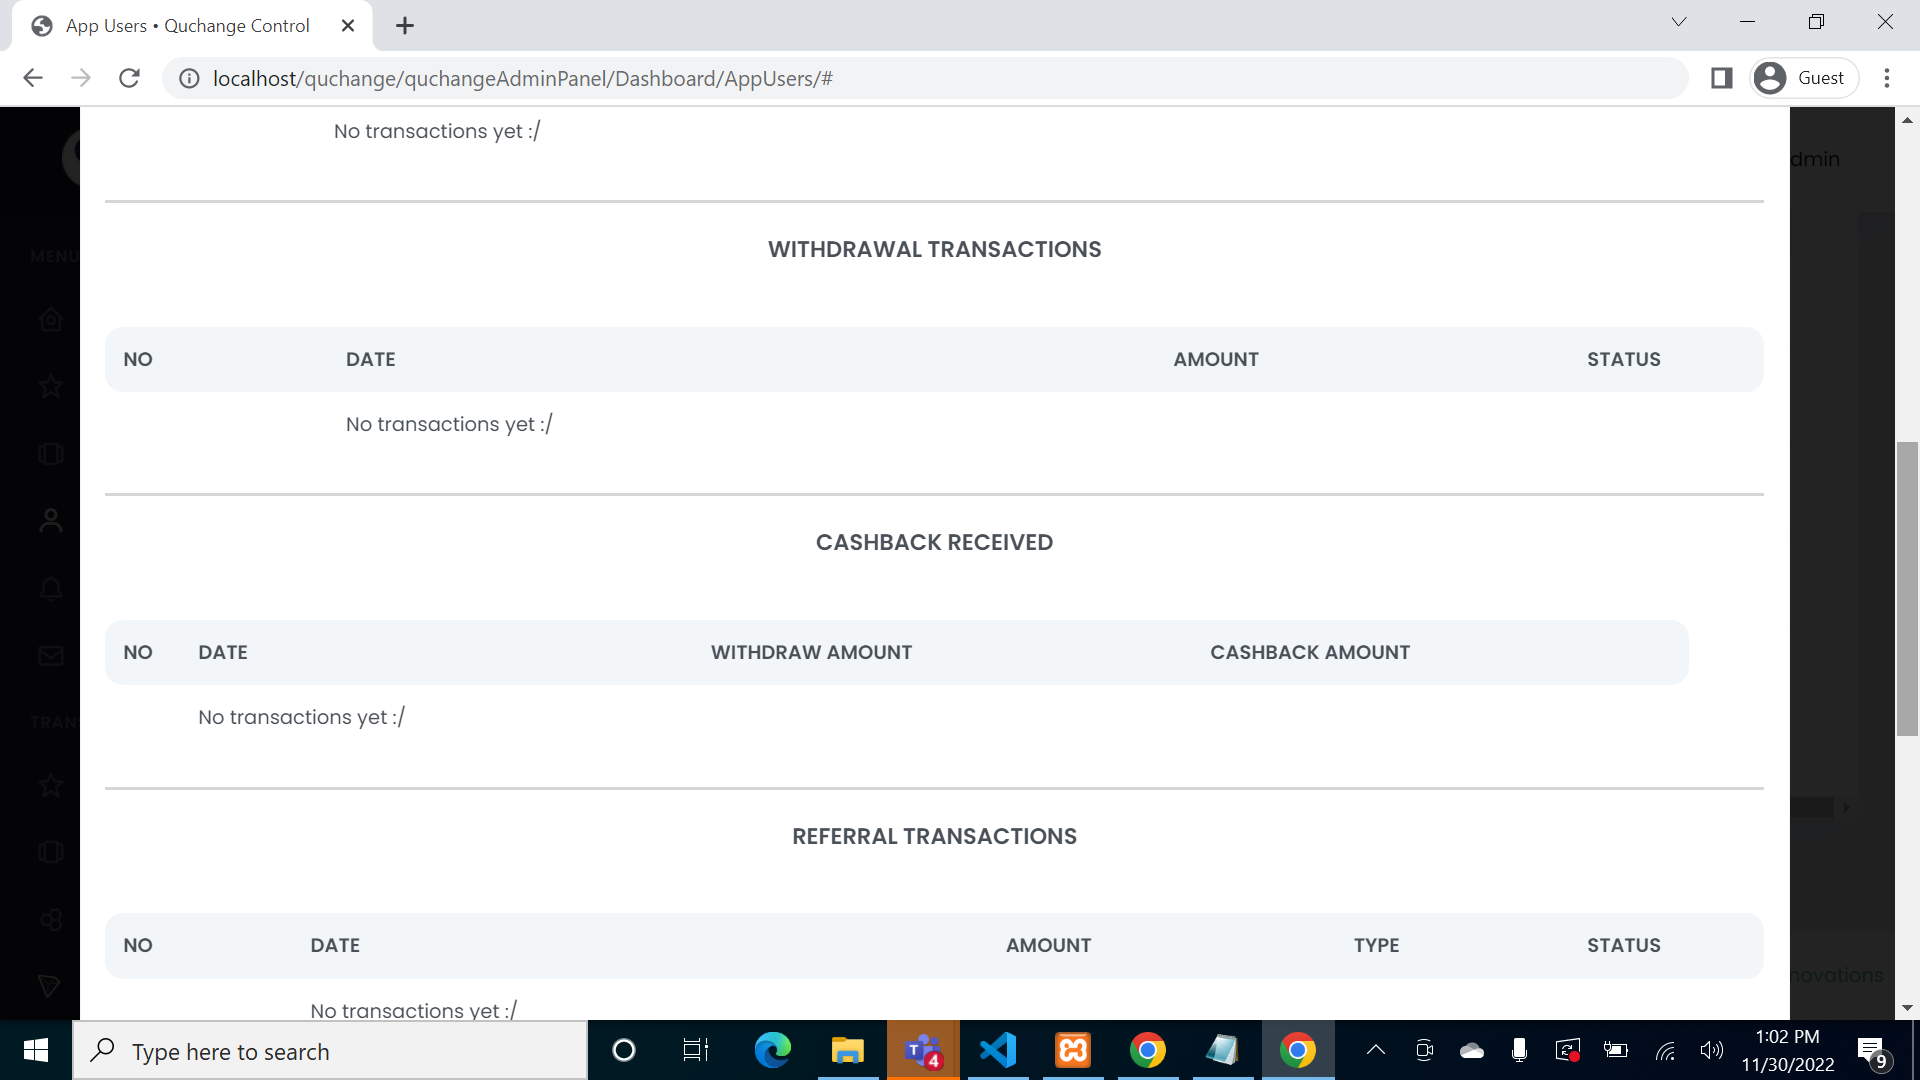 App Users • Quchange Control
localhost/quchange/quchangeAdminPanel/Dashboard/AppUsers/#
Guest
No transactions yet :/
dmin
MENU
WITHDRAWAL TRANSACTIONS
NO DATE AMOUNT STATUS
No transactions yet :/
CASHBACK RECEIVED
NO DATE WITHDRAW AMOUNT CASHBACK AMOUNT
No transactions yet :/
TRAN
REFERRAL TRANSACTIONS
NO DATE AMOUNT TYPE STATUS
novations
No transactions yet :/
Type here to search
T 4
1:02 PM
11/30/2022
9